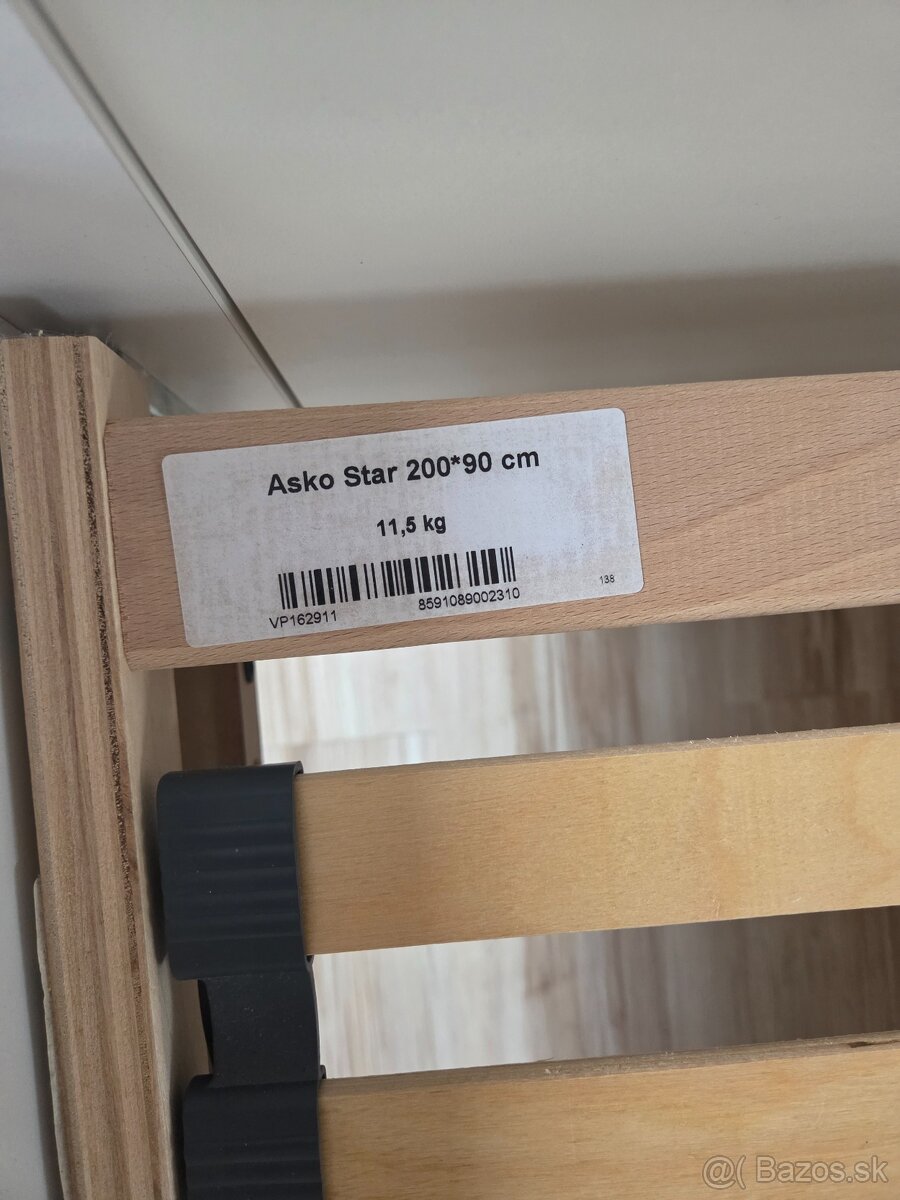 Asko Star 200*90 cm
11,5 kg
VP162911 8591089002310 138
@( Bazos.sk